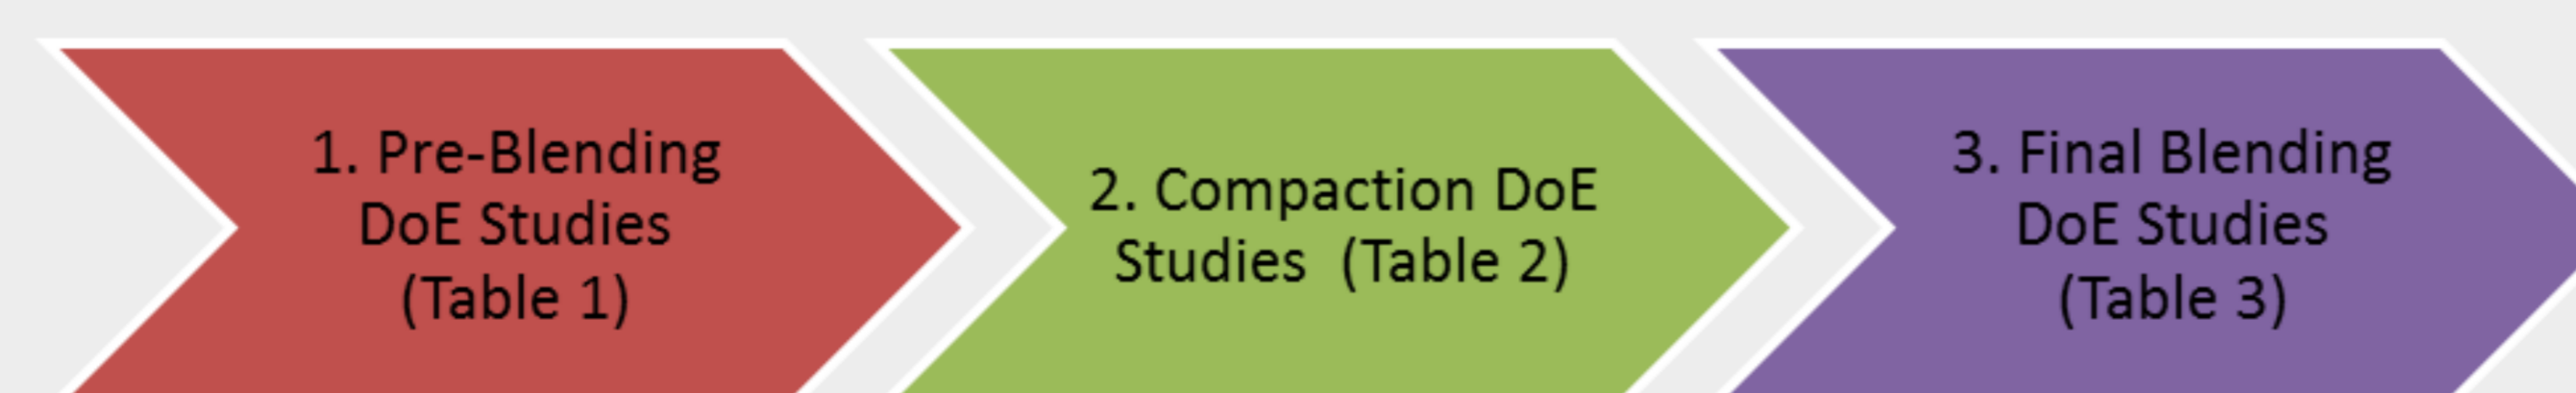 1. Pre-Blending
DoE Studies
(Table 1)
2. Compaction DoE
Studies  (Table 2)
3. Final Blending
DoE Studies
(Table 3)